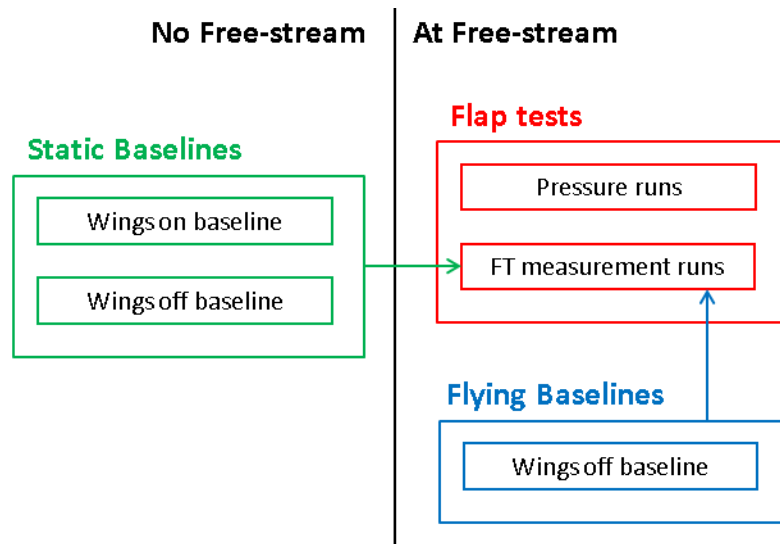 No Free-stream
At Free-stream
Static Baselines
Wings on baseline
Wings off baseline
Flap tests
Pressure runs
FT measurement runs
Flying Baselines
Wings off baseline